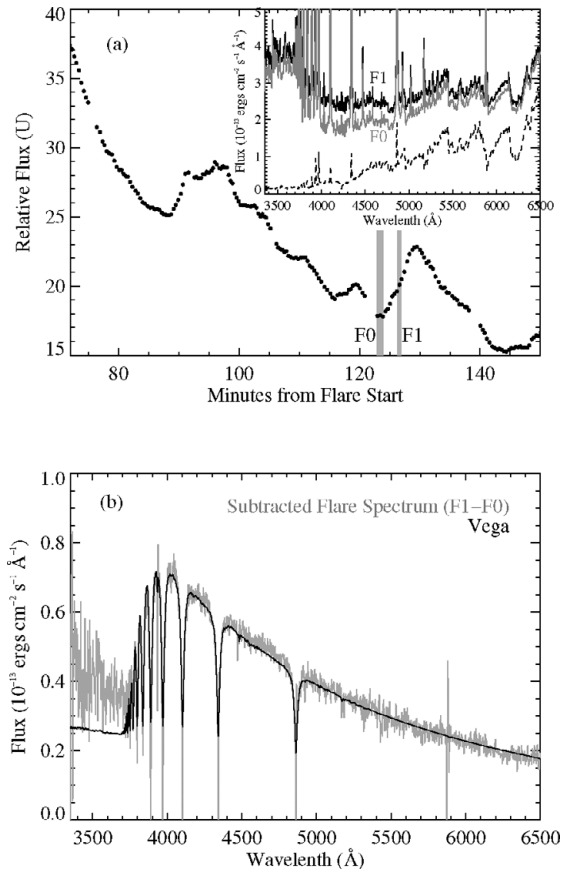 (a)
40
35
30
25
20
15
Relative Flux (U)
80 100 120 140
Minutes from Flare Start
F0 F1
5
4
3
2
1
0
Flux (10⁻¹³ ergs cm⁻² s⁻¹ Å⁻¹)
F1
F0
3400 4000 4500 5000 5500 6000 6500
Wavelenth (Å)
(b)
Subtracted Flare Spectrum (F1–F0)
Vega
1.0
0.8
0.6
0.4
0.2
0.0
Flux (10⁻¹³ ergs cm⁻² s⁻¹ Å⁻¹)
3500 4000 4500 5000 5500 6000 6500
Wavelenth (Å)